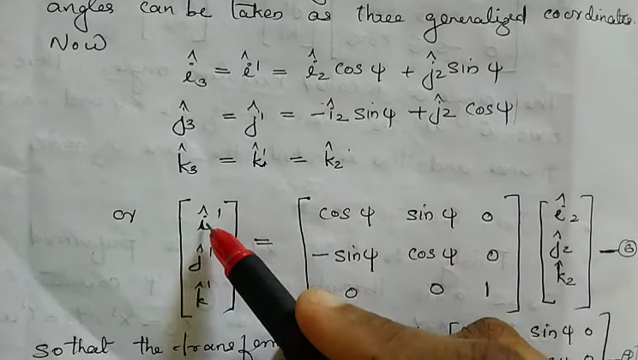 angles can be taken as three generalized coordinates.
Now
î₃ = î' = î₂ cos ψ + ĵ₂ sin ψ
ĵ₃ = ĵ' = -î₂ sin ψ + ĵ₂ cos ψ
k̂₃ = k̂' = k̂₂
or [î' ĵ' k̂'] = [cos ψ sin ψ 0
-sin ψ cos ψ 0
0 0 1] [î₂ ĵ₂ k̂₂] — ③
So that the sin ψ 0